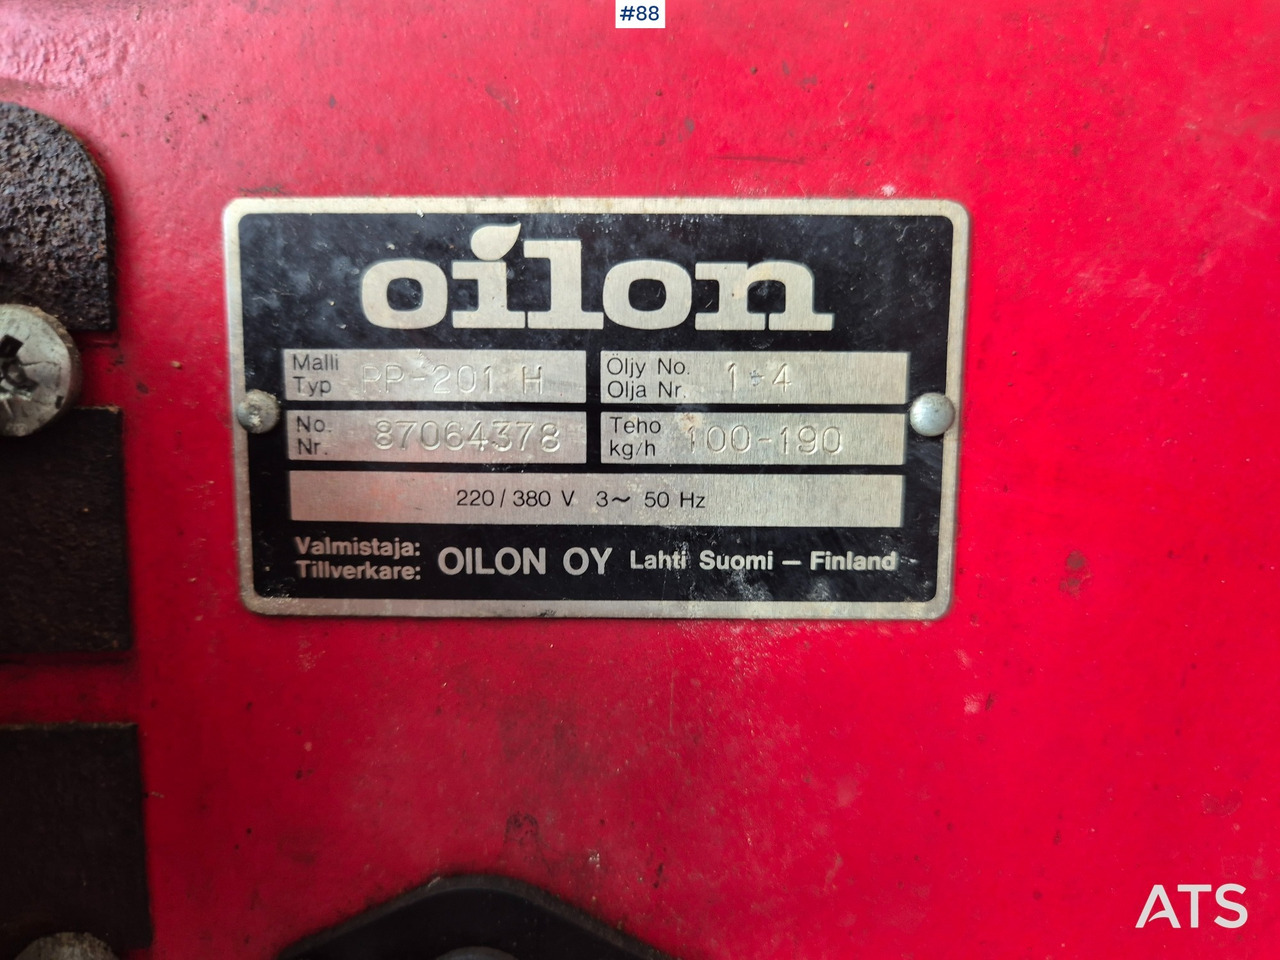 #88
oilon
Malli
Typ
RP-201 H
Öljy No.
Olja Nr.
1-4
No.
Nr.
87064378
Teho
kg/h
100-190
220/380 V 3~ 50 Hz
Valmistaja:
Tillverkare:
OILON OY Lahti Suomi – Finland
ATS